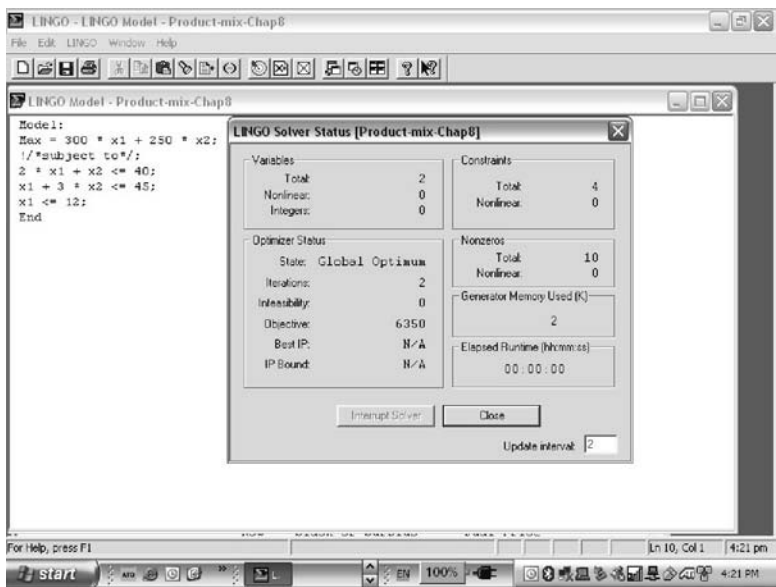 LINGO - LINGO Model - Product-mix-Chap8
File Edit LINGO Window Help
LINGO Model - Product-mix-Chap8
Model:
Max = 300 * x1 + 250 * x2;
!/*subject to*/;
2 * x1 + x2 <= 40;
x1 + 3 * x2 <= 45;
x1 <= 12;
End
LINGO Solver Status [Product-mix-Chap8]
Variables
Total: 2
Nonlinear: 0
Integers: 0
Constraints
Total: 4
Nonlinear: 0
Optimizer Status
State: Global Optimum
Iterations: 2
Infeasibility: 0
Objective: 6350
Best IP: N/A
IP Bound: N/A
Nonzeros
Total: 10
Nonlinear: 0
Generator Memory Used (K)
2
Elapsed Runtime (hh:mm:ss)
00:00:00
Interrupt Solver
Close
Update interval: 2
For Help, press F1
Ln 10, Col 1
4:21 pm
start
L
EN
100%
4:21 PM